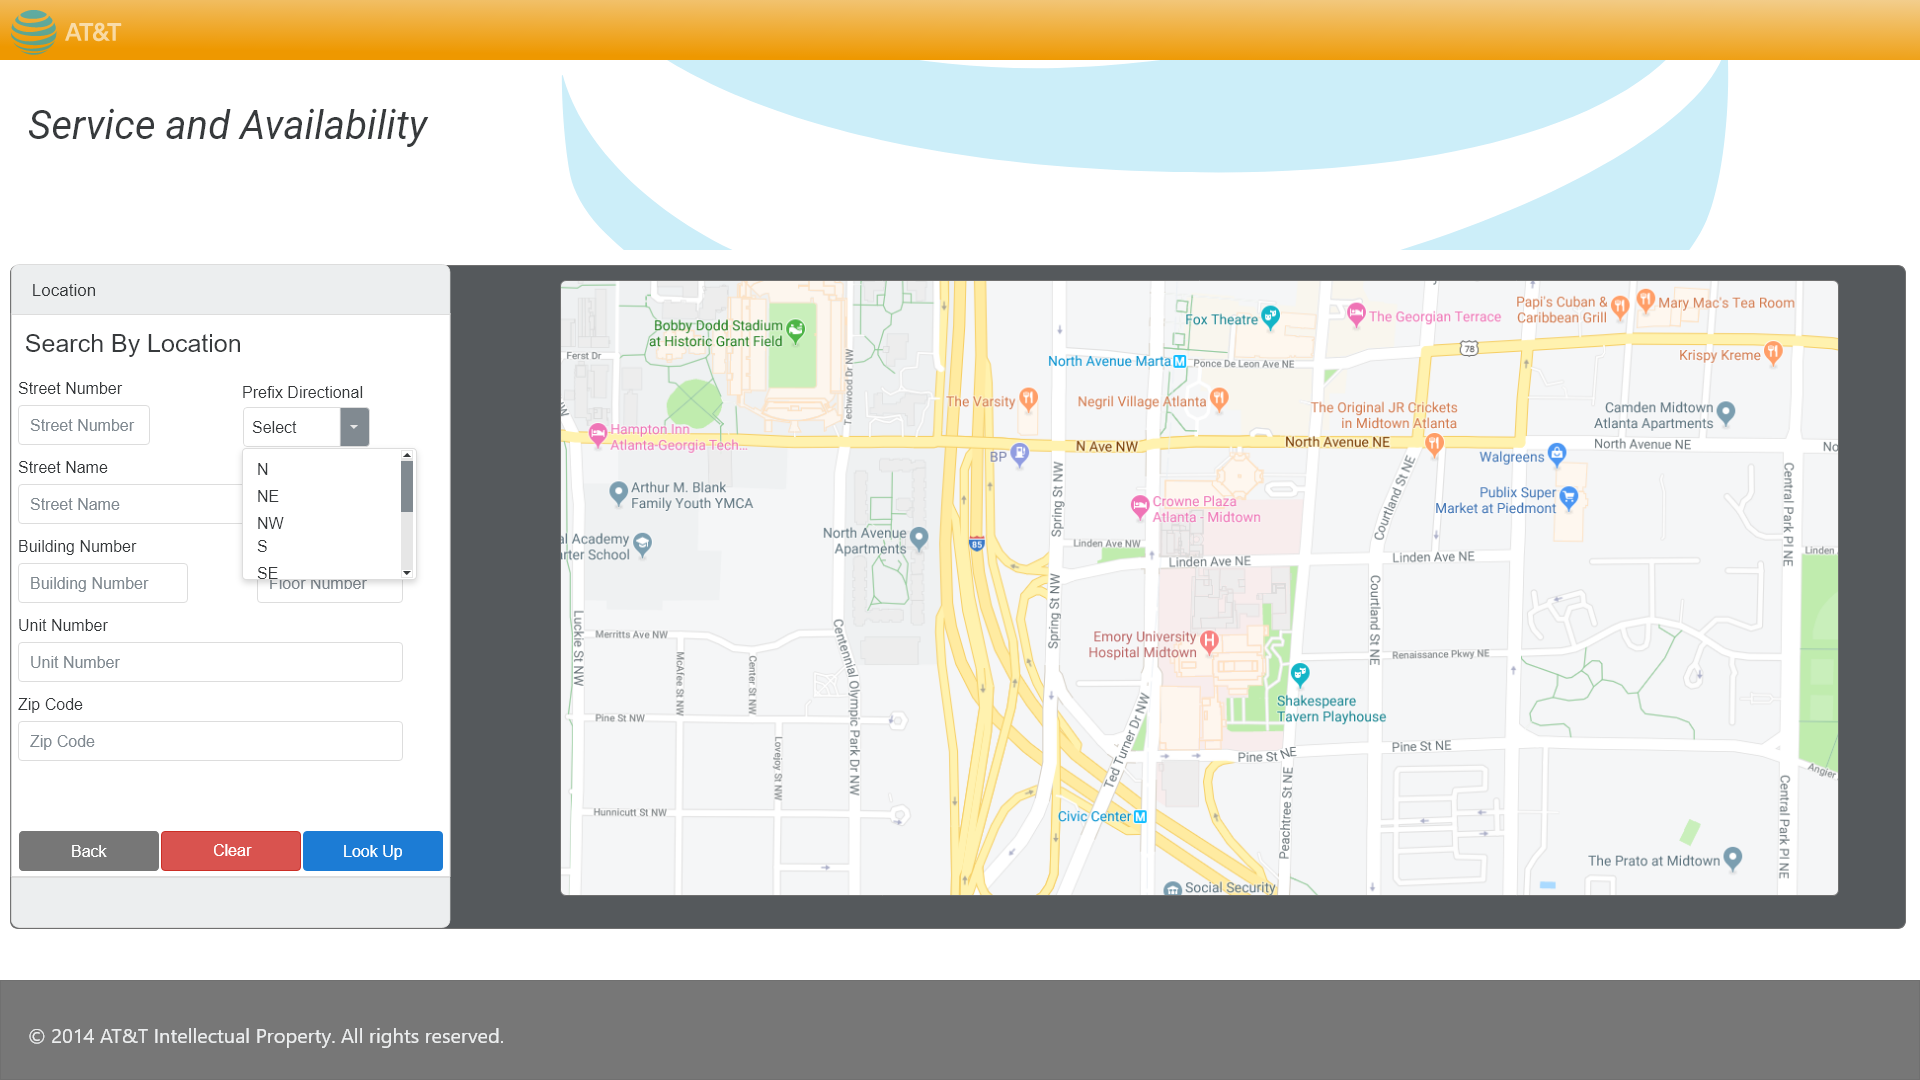 AT&T
Service and Availability
Location
Search By Location
Street Number
Street Number
Prefix Directional
Select
N
NE
NW
S
SE
Street Name
Street Name
Building Number
Building Number
Floor Number
Unit Number
Unit Number
Zip Code
Zip Code
Back
Clear
Look Up
Bobby Dodd Stadium
at Historic Grant Field
Ferst Dr
Techwood Dr NW
Fox Theatre
The Georgian Terrace
Papi's Cuban &
Caribbean Grill
Mary Mac's Tea Room
78
Krispy Kreme
North Avenue Marta
M
Ponce De Leon Ave NE
The Varsity
Negril Village Atlanta
The Original JR Crickets
in Midtown Atlanta
Camden Midtown
Atlanta Apartments
NW
Hampton Inn
Atlanta-Georgia Tech...
N Ave NW
North Avenue NE
North Avenue NE
No
BP
Walgreens
Spring St NW
Courtland St NE
Central Park Pl NE
Arthur M. Blank
Family Youth YMCA
Crowne Plaza
Atlanta - Midtown
Publix Super
Market at Piedmont
al Academy
rter School
North Avenue
Apartments
85
Linden Ave NW
Linden Ave NE
Linden Ave NE
Linden
Luckie St NW
Spring St NW
Courtland St NE
Merritts Ave NW
McAfee St NW
Center St NW
Centennial Olympic Park Dr NW
Emory University
Hospital Midtown
H
Renaissance Pkwy NE
Shakespeare
Tavern Playhouse
Pine St NW
Lovejoy St NW
Ted Turner Dr NW
Pine St NE
Pine St NE
Peachtree St NE
Angier
Central Park Pl NE
Hunnicutt St NW
Civic Center
M
The Prato at Midtown
Social Security
© 2014 AT&T Intellectual Property. All rights reserved.